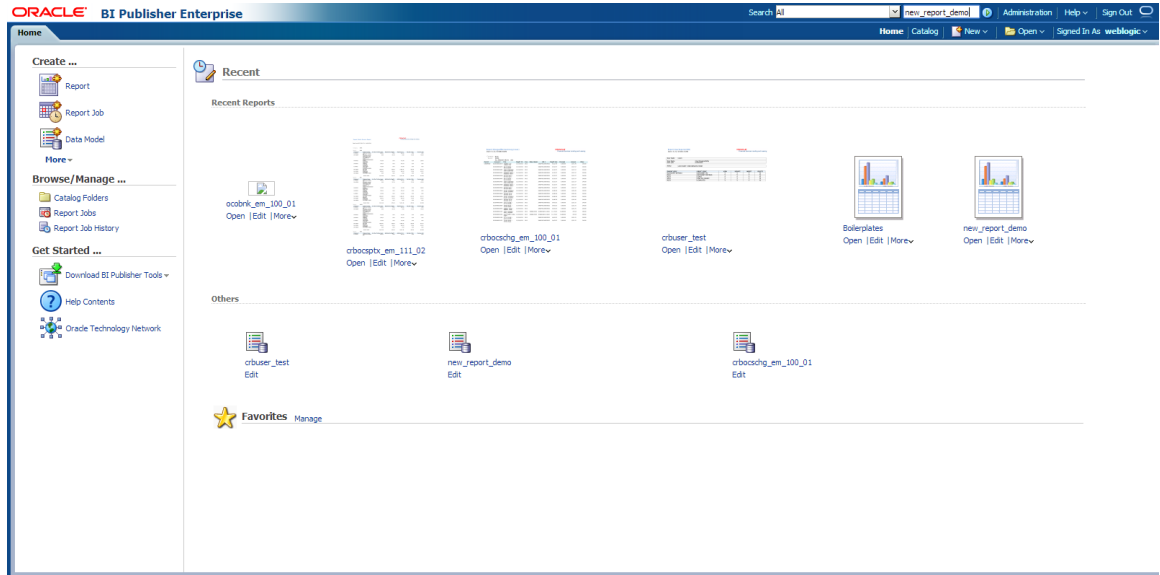 ORACLE BI Publisher Enterprise
Search All new_report_demo Administration Help Sign Out
Home
Home Catalog New Open Signed In As weblogic
Create ...
Report
Report Job
Data Model
More
Browse/Manage ...
Catalog Folders
Report Jobs
Report Job History
Get Started ...
Download BI Publisher Tools
Help Contents
Oracle Technology Network
Recent
Recent Reports
ocobnk_em_100_01
Open |Edit |More
crbocsptx_em_111_02
Open |Edit |More
crbocschg_em_100_01
Open |Edit |More
crbuser_test
Open |Edit |More
Boilerplates
Open |Edit |More
new_report_demo
Open |Edit |More
Others
crbuser_test
Edit
new_report_demo
Edit
crbocschg_em_100_01
Edit
Favorites Manage